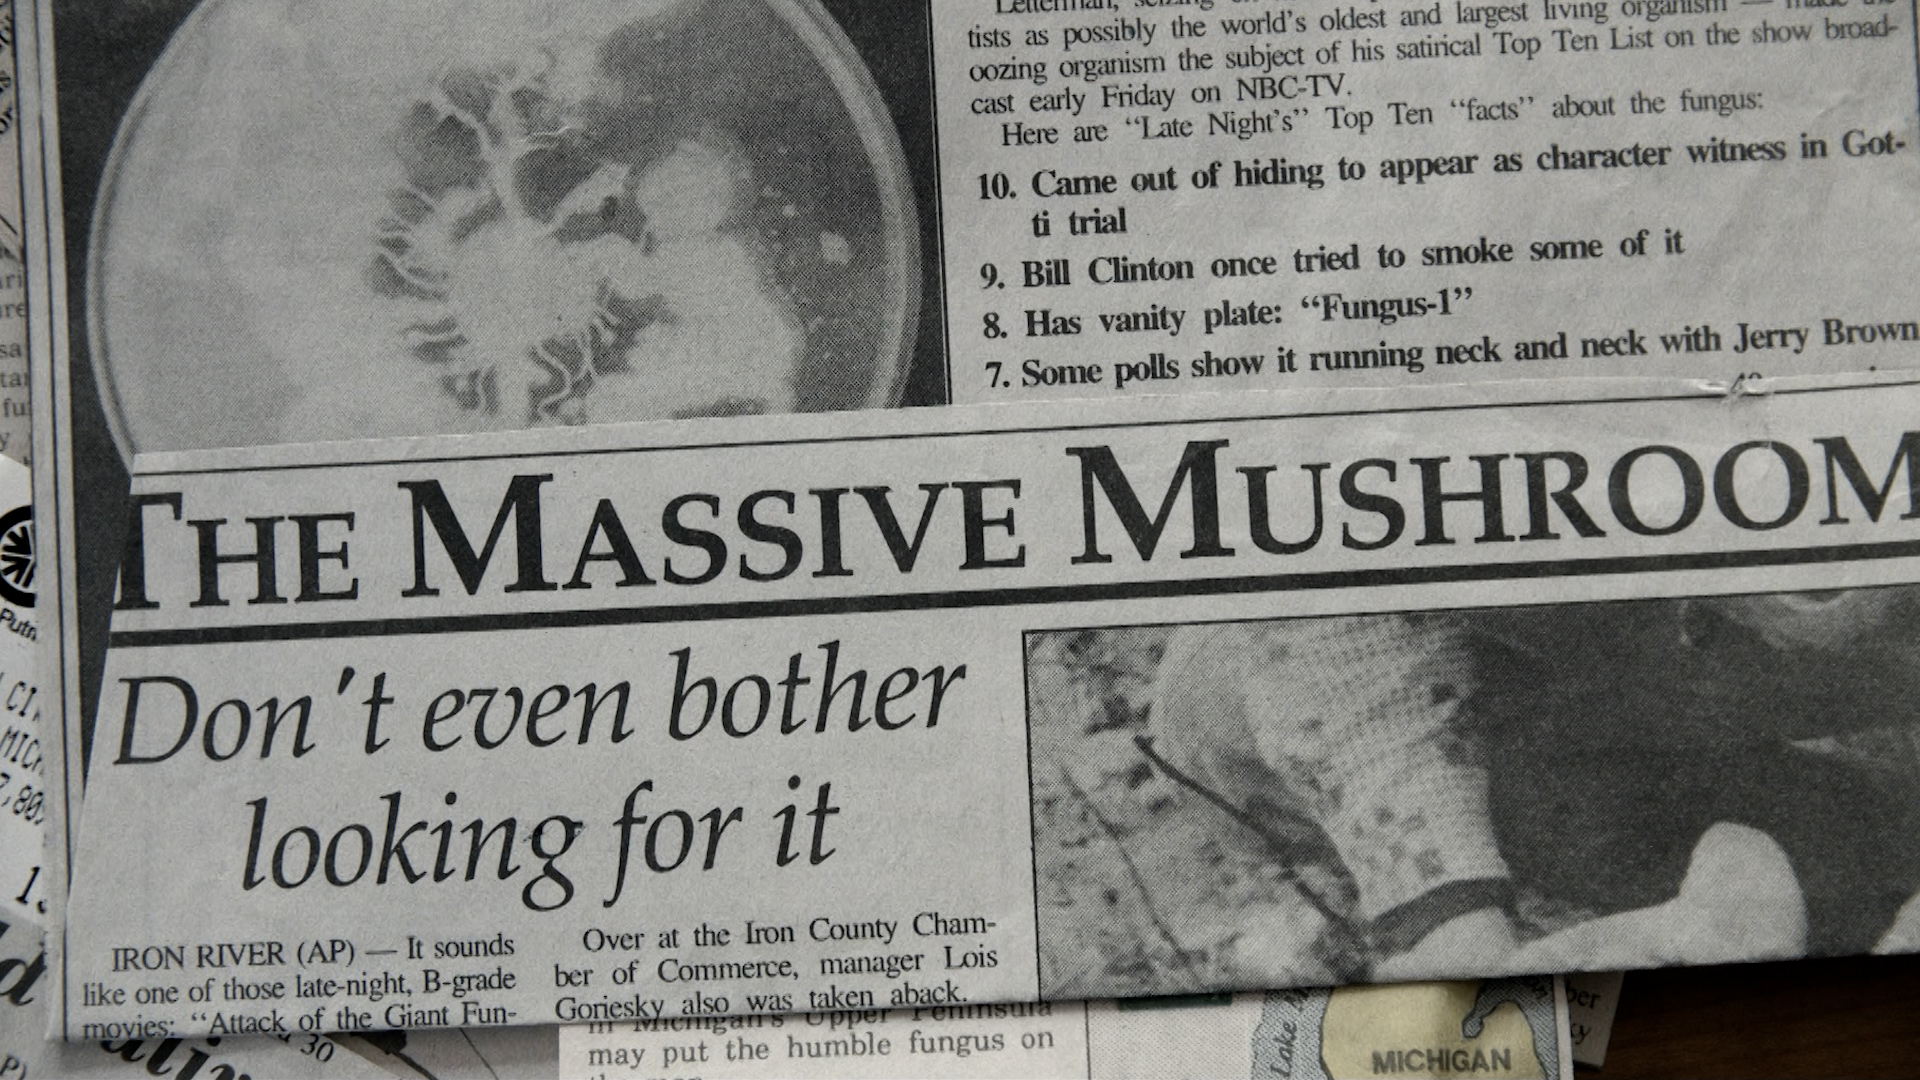 tists as possibly the world's oldest and largest living organism —
oozing organism the subject of his satirical Top Ten List on the show broad-
cast early Friday on NBC-TV.
Here are “Late Night's” Top Ten “facts” about the fungus:
10. Came out of hiding to appear as character witness in Got-
ti trial
9. Bill Clinton once tried to smoke some of it
8. Has vanity plate: “Fungus-1”
7. Some polls show it running neck and neck with Jerry Brown
THE MASSIVE MUSHROOM
Don't even bother
looking for it
IRON RIVER (AP) — It sounds
like one of those late-night, B-grade
movies: “Attack of the Giant Fun-
Over at the Iron County Cham-
ber of Commerce, manager Lois
Goriesky also was taken aback.
in Michigan's Upper Peninsula
may put the humble fungus on
30
Lake
MICHIGAN